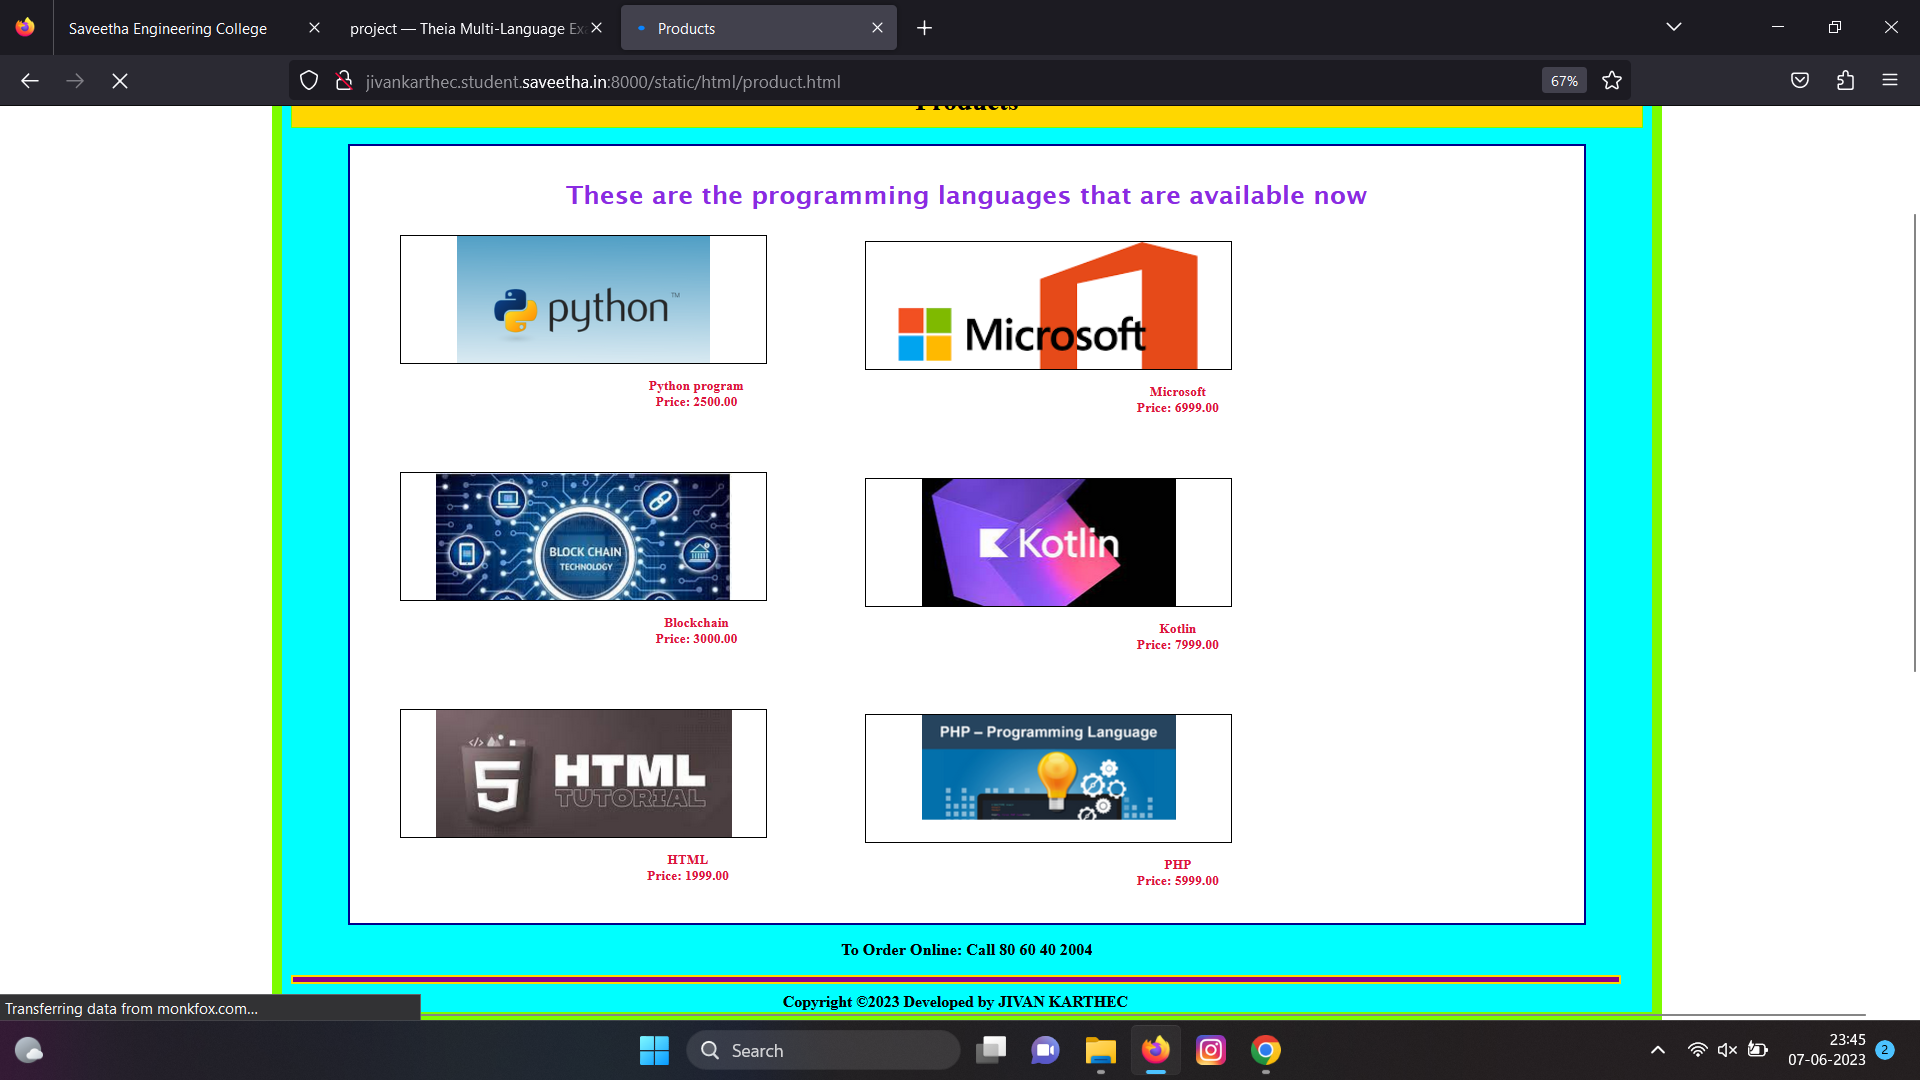 Saveetha Engineering College
project — Theia Multi-Language Ex
Products
jivankarthec.student.saveetha.in:8000/static/html/product.html
67%
Products
These are the programming languages that are available now
python™
Microsoft
Python program
Price: 2500.00
Microsoft
Price: 6999.00
BLOCK CHAIN
TECHNOLOGY
Kotlin
Blockchain
Price: 3000.00
Kotlin
Price: 7999.00
5
HTML
TUTORIAL
PHP – Programming Language
HTML
Price: 1999.00
PHP
Price: 5999.00
To Order Online: Call 80 60 40 2004
Copyright ©2023 Developed by JIVAN KARTHEC
Transferring data from monkfox.com...
Search
23:45
07-06-2023
2